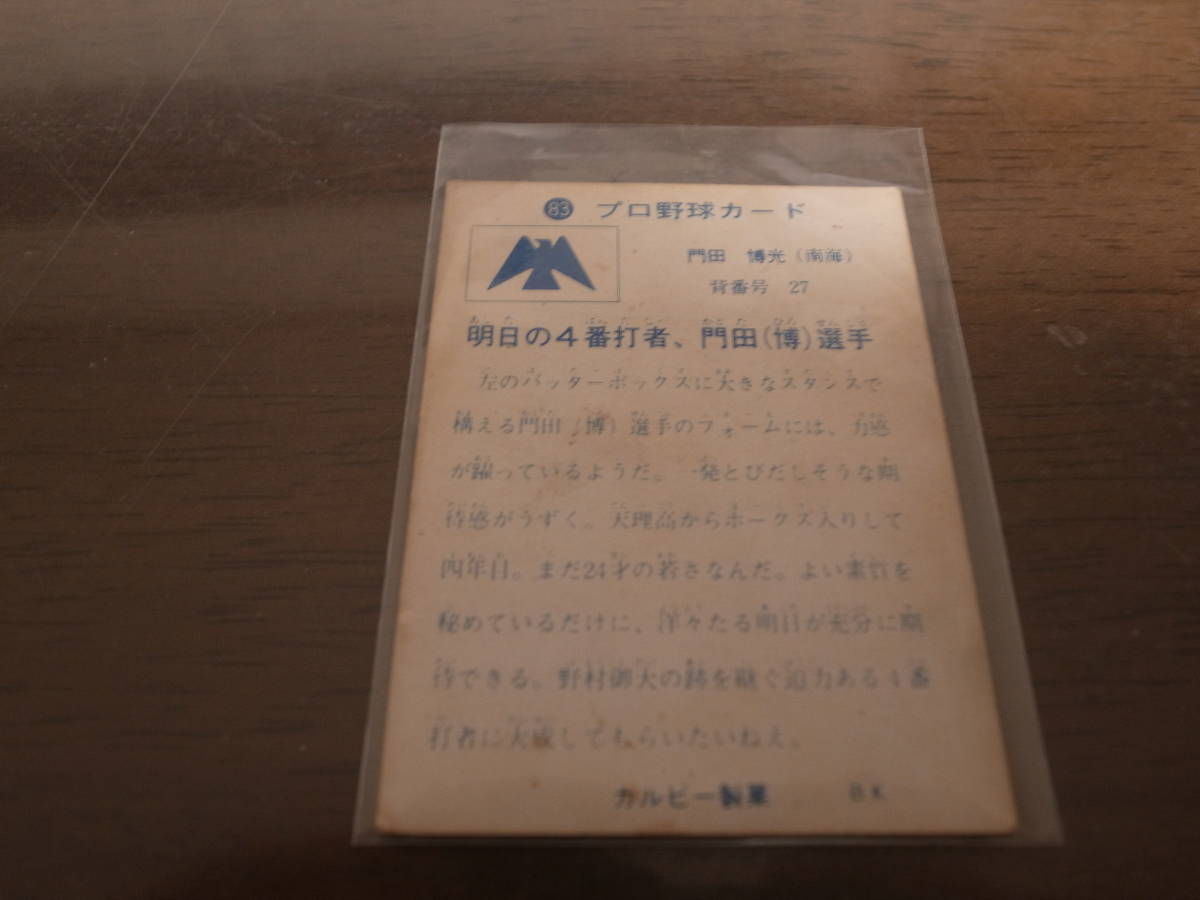 83 プロ野球カード
門田 博光(南海)
背番号 27
明日の4番打者、門田(博)選手
左のバッターボックスに大きなスタンスで
構える門田(博)選手のフォームには、力感
が躍っているようだ。一発とびだしそうな期
待感がうずく。天理高からホークス入りして
四年目。まだ24才の若さなんだ。よい素質を
秘めているだけに、洋々たる明日が充分に期
待できる。野村御大の跡を継ぐ迫力ある4番
打者に大成してもらいたいねえ。
カルビー製菓 BK